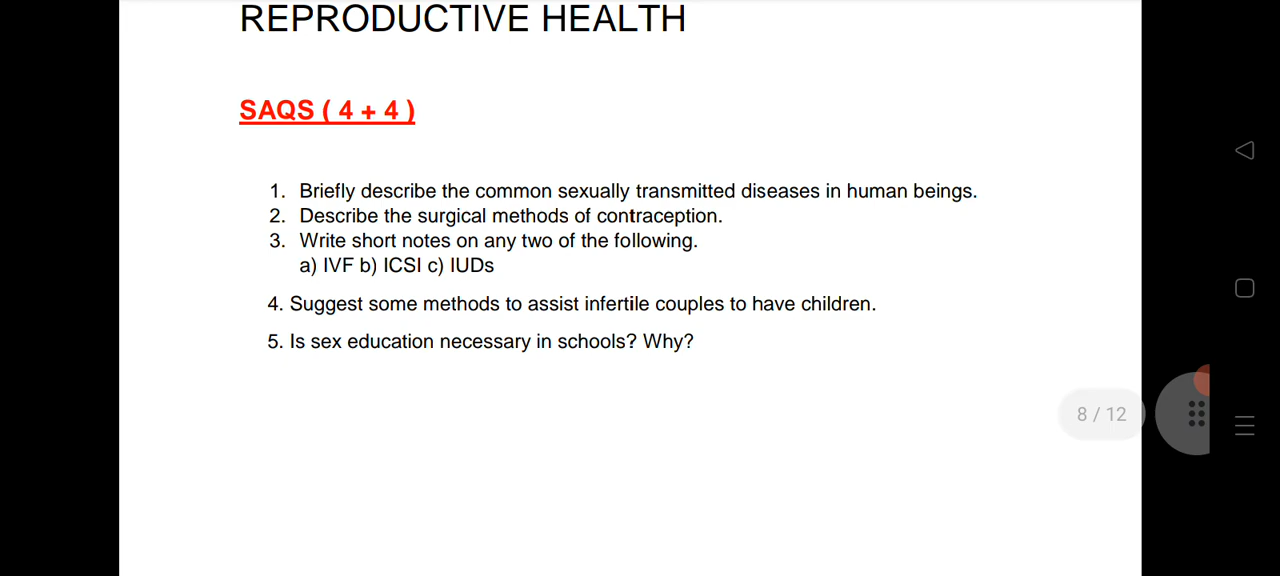 REPRODUCTIVE HEALTH
SAQS ( 4 + 4 )
1. Briefly describe the common sexually transmitted diseases in human beings.
2. Describe the surgical methods of contraception.
3. Write short notes on any two of the following.
a) IVF b) ICSI c) IUDs
4. Suggest some methods to assist infertile couples to have children.
5. Is sex education necessary in schools? Why?
8 / 12